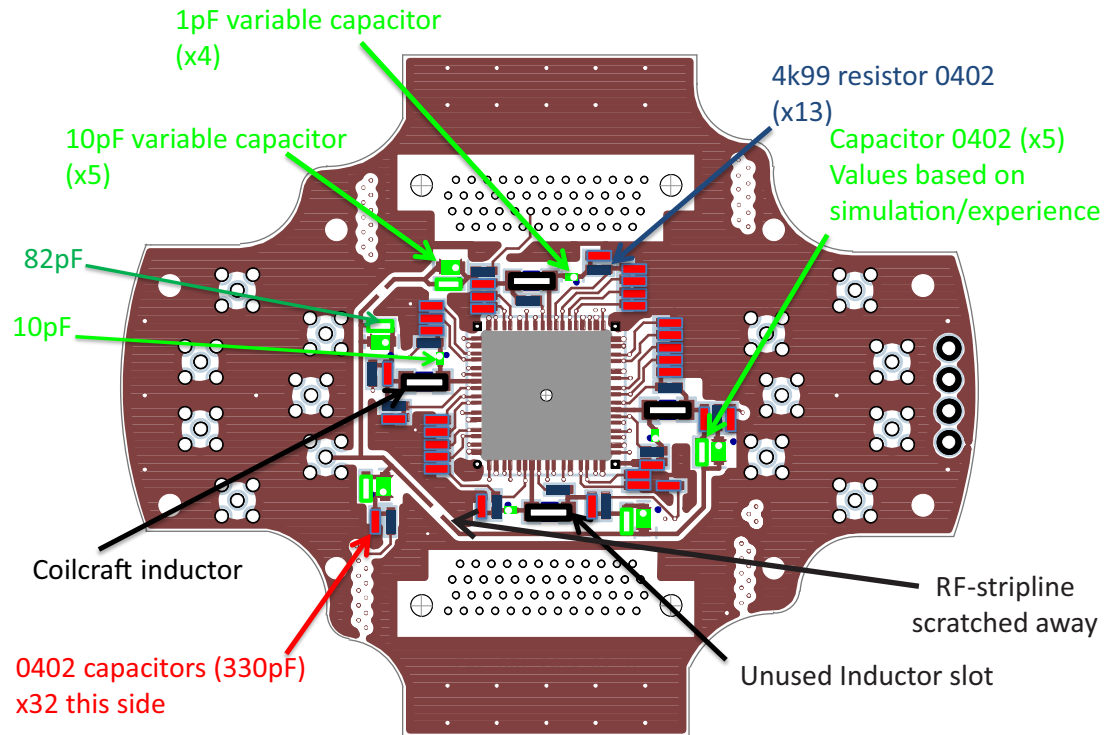 1pF variable capacitor
(x4)
4k99 resistor 0402
(x13)
10pF variable capacitor
(x5)
Capacitor 0402 (x5)
Values based on
simulation/experience
82pF
10pF
Coilcraft inductor
RF-stripline
scratched away
0402 capacitors (330pF)
x32 this side
Unused Inductor slot